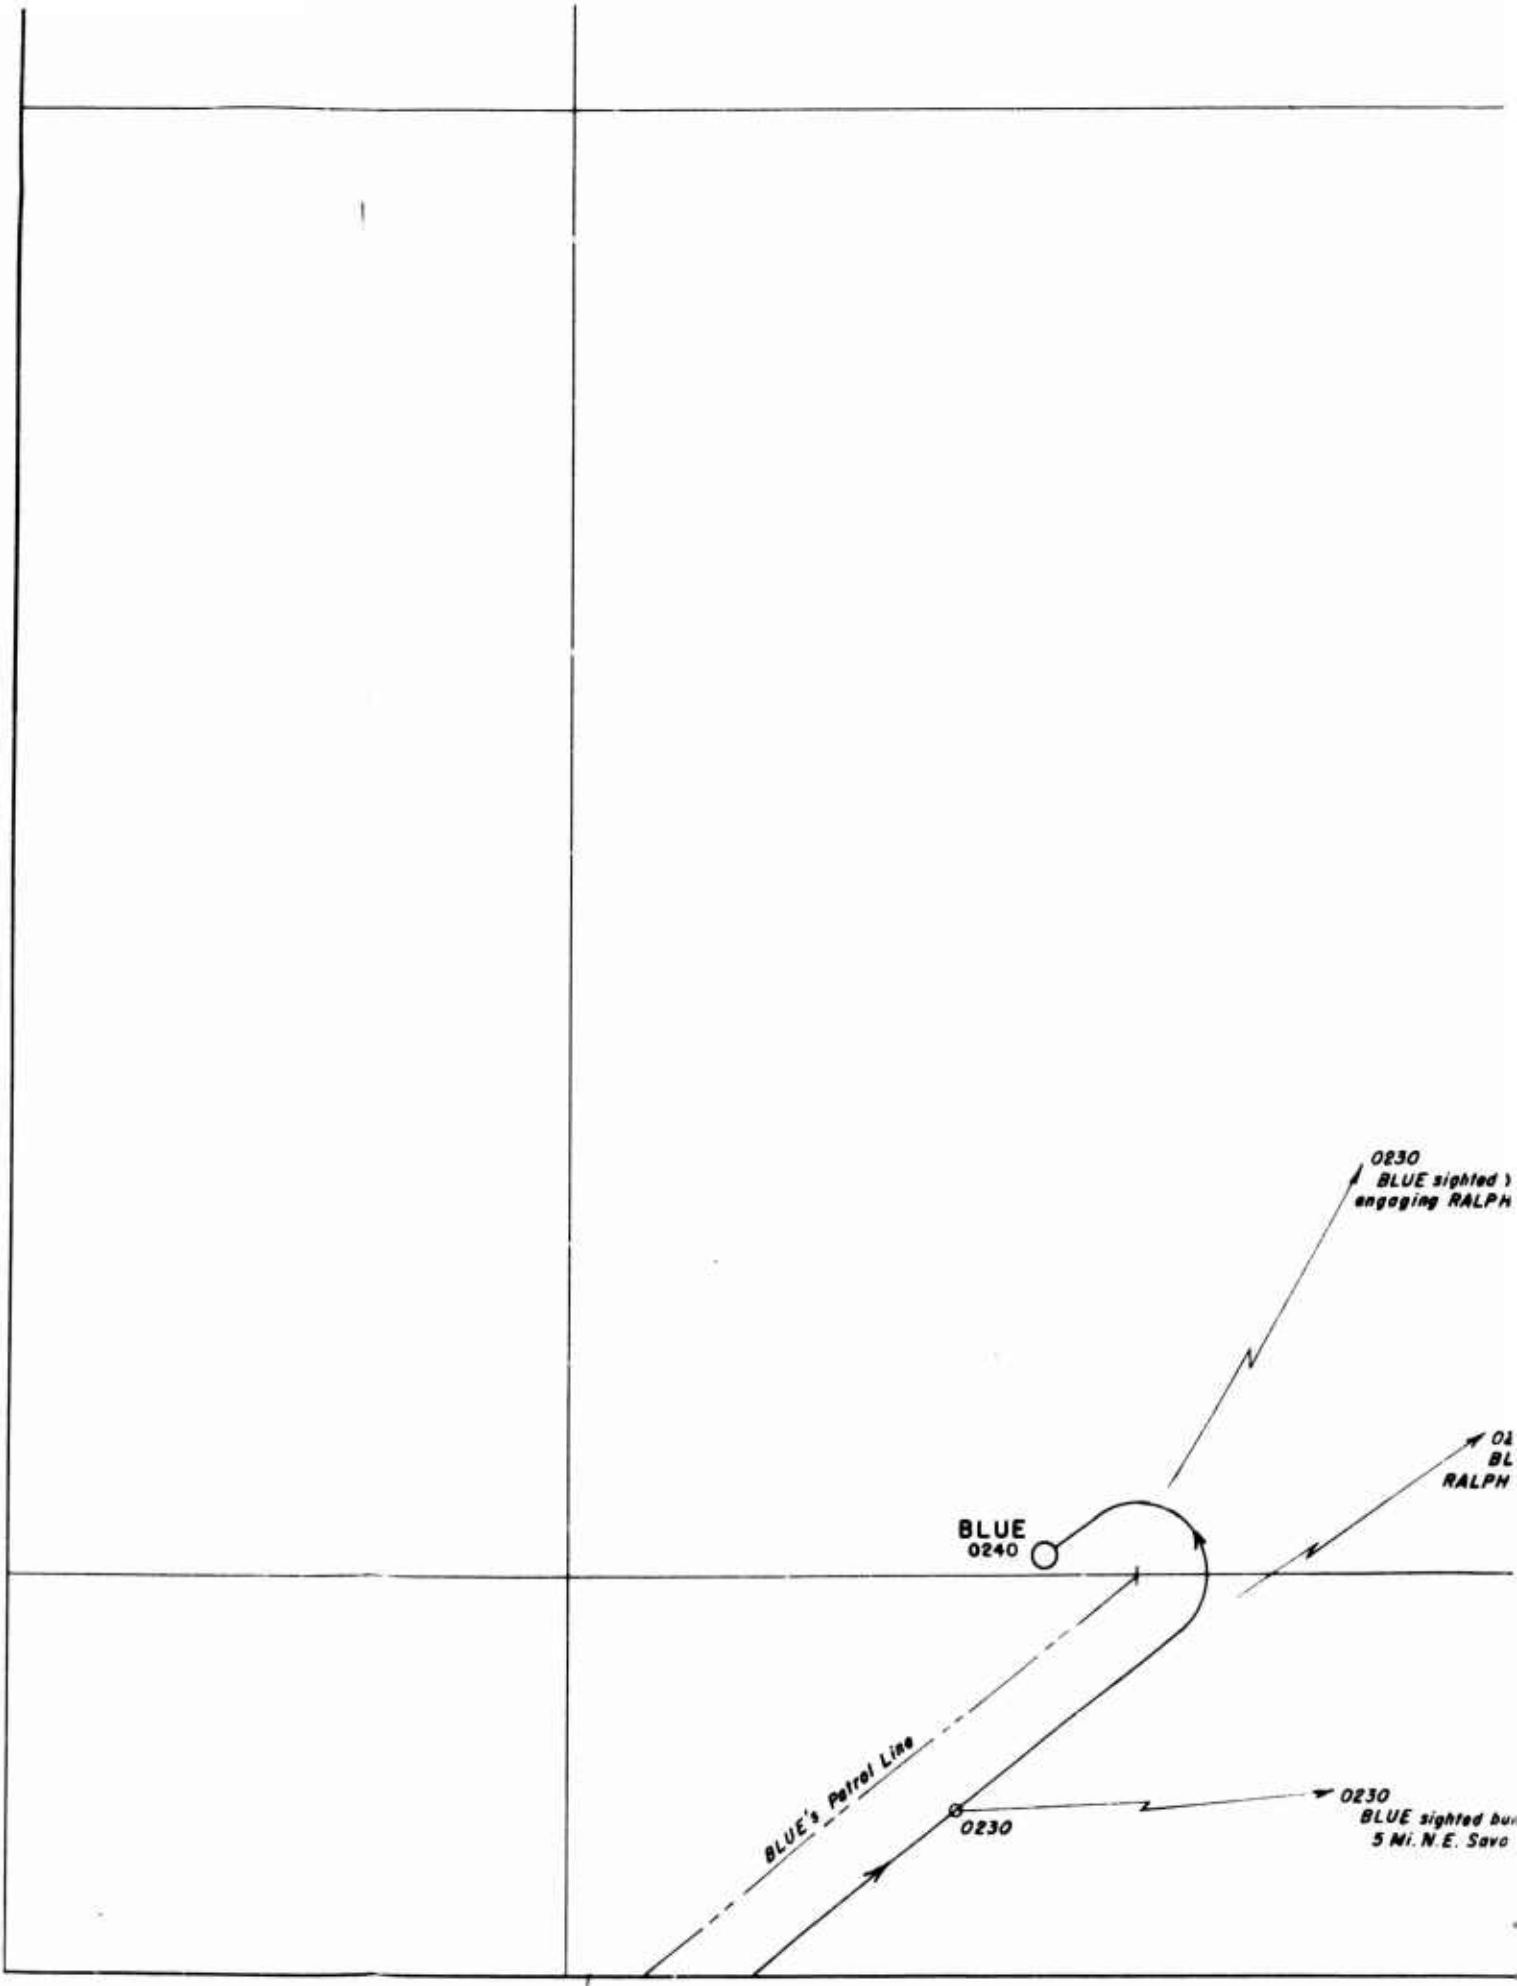 0230
BLUE sighted
engaging RALPH
BL
RALPH
BLUE
0240
BLUE's Patrol Line
0230
0230
BLUE sighted
5 Mi. N.E. Savo